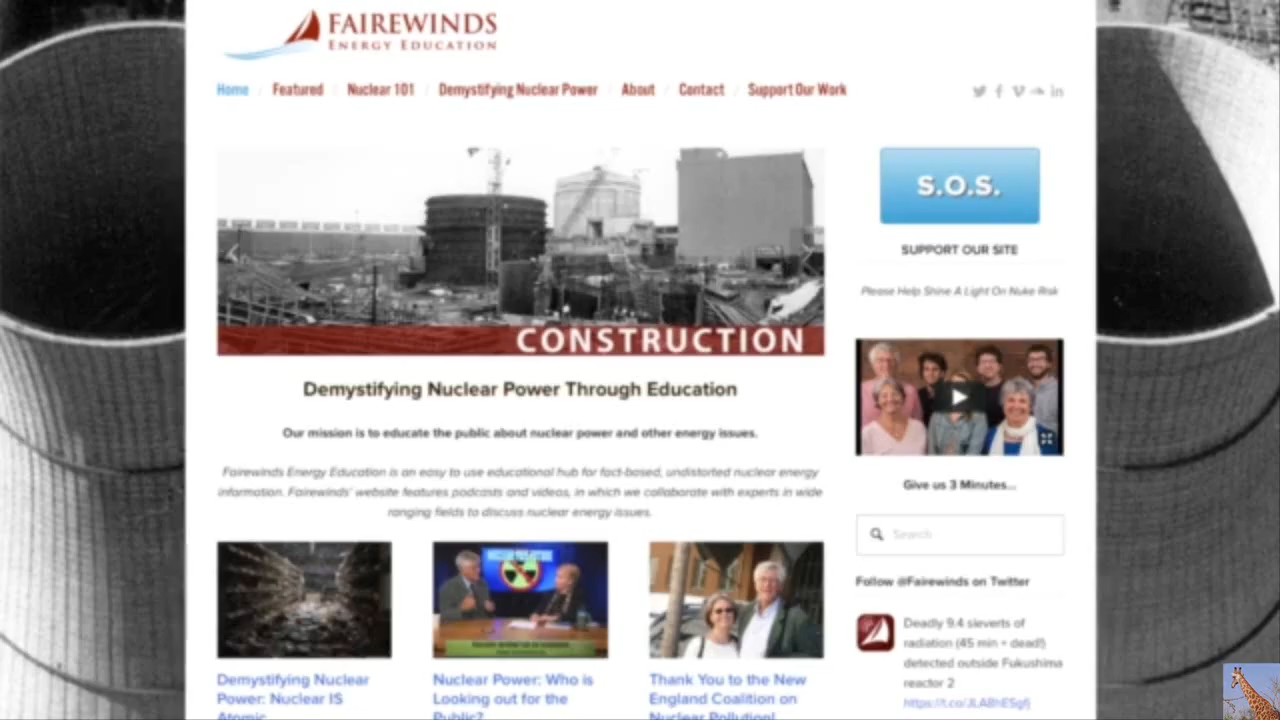 FAIREWINDS
ENERGY EDUCATION
Home / Featured / Nuclear 101 / Demystifying Nuclear Power / About / Contact / Support Our Work
S.O.S.
SUPPORT OUR SITE
Please Help Shine A Light On Nuke Risk
CONSTRUCTION
Demystifying Nuclear Power Through Education
Our mission is to educate the public about nuclear power and other energy issues.
Fairewinds Energy Education is an easy to use educational hub for fact-based, undistorted nuclear energy
information. Fairewinds' website features podcasts and videos, in which we collaborate with experts in wide
ranging fields to discuss nuclear energy issues.
Demystifying Nuclear
Power: Nuclear IS
Atomic
Nuclear Power: Who is
Looking out for the
Public?
Thank You to the New
England Coalition on
Nuclear Pollution!
Give us 3 Minutes...
Search
Follow @Fairewinds on Twitter
Deadly 9.4 sieverts of
radiation (45 min = dead!)
detected outside Fukushima
reactor 2